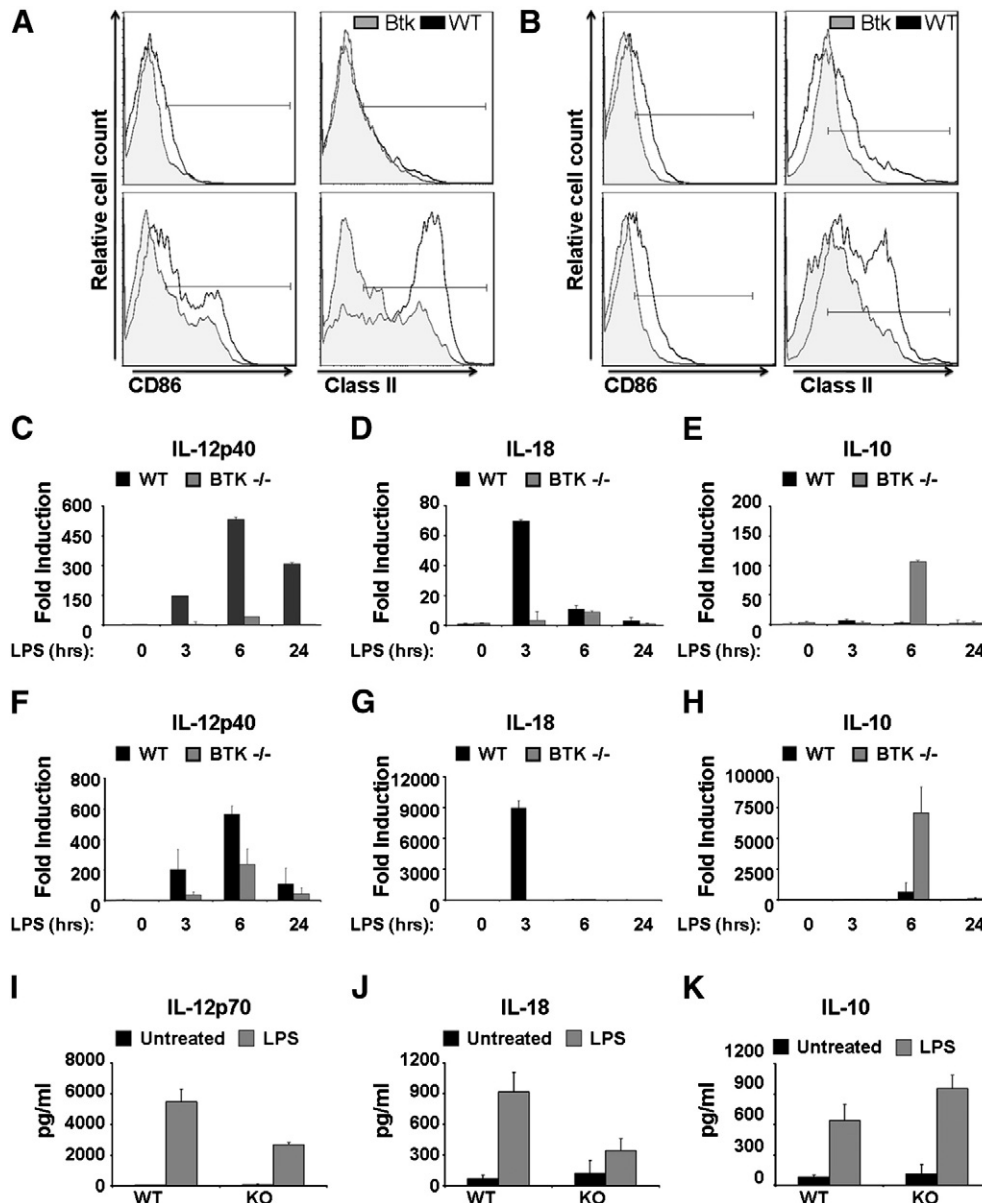 A
Btk WT
B
Btk WT
Relative cell count
Relative cell count
CD86
Class II
CD86
Class II
C
IL-12p40
WT BTK -/-
Fold Induction
600
450
300
150
0
LPS (hrs): 0 3 6 24
D
IL-18
WT BTK -/-
Fold Induction
80
60
40
20
0
0 3 6 24
E
IL-10
WT BTK -/-
Fold Induction
200
150
100
50
0
0 3 6 24
F
IL-12p40
WT BTK -/-
Fold Induction
800
600
400
200
0
LPS (hrs): 0 3 6 24
G
IL-18
WT BTK -/-
Fold Induction
12000
9000
6000
3000
0
LPS (hrs): 0 3 6 24
H
IL-10
WT BTK -/-
Fold Induction
10000
7500
5000
2500
0
0 3 6 24
I
IL-12p70
Untreated LPS
pg/ml
8000
6000
4000
2000
0
WT KO
J
IL-18
Untreated LPS
pg/ml
1200
900
600
300
0
WT KO
K
IL-10
Untreated LPS
pg/ml
1200
900
600
300
0
WT KO